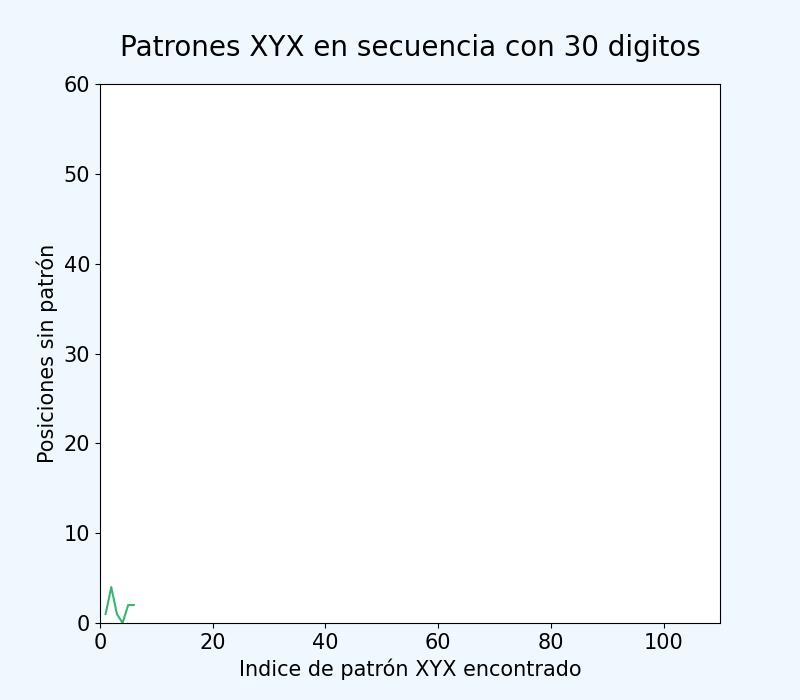 Patrones XYX en secuencia con 30 digitos
60
50
40
30
20
10
0
0 20 40 60 80 100
Posiciones sin patrón
Indice de patrón XYX encontrado